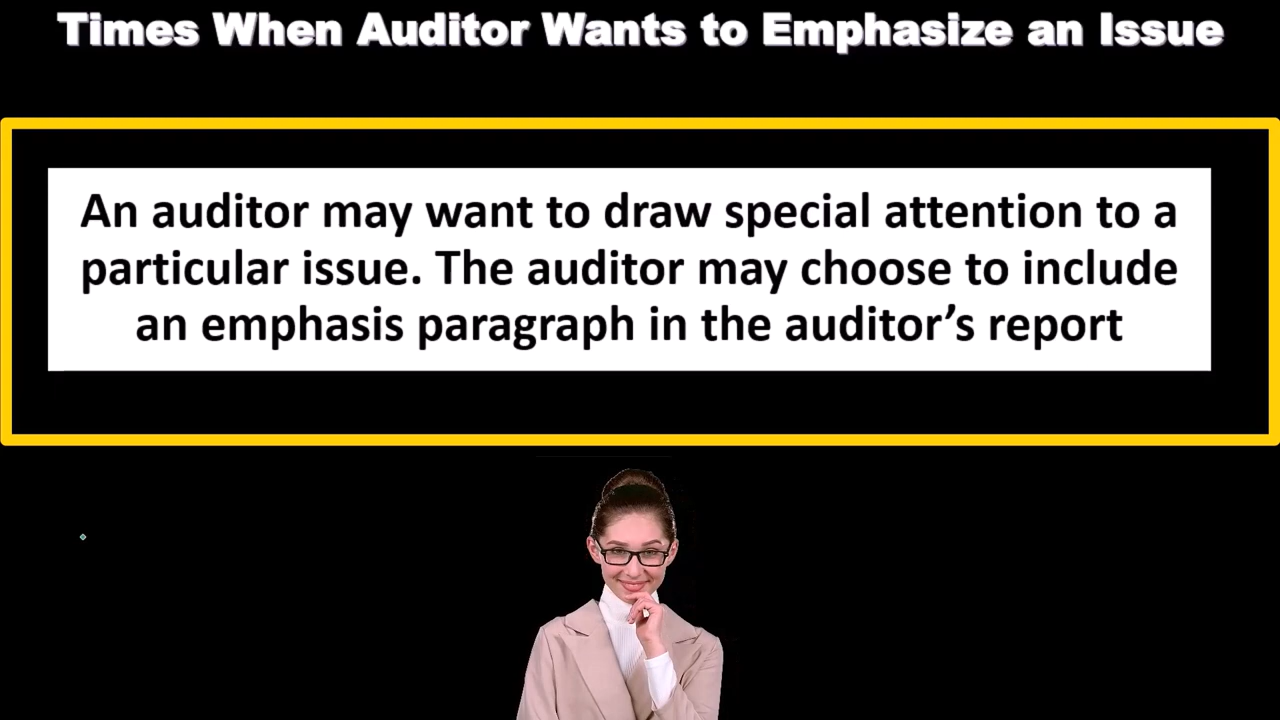 Times When Auditor Wants to Emphasize an Issue
An auditor may want to draw special attention to a
particular issue. The auditor may choose to include
an emphasis paragraph in the auditor’s report